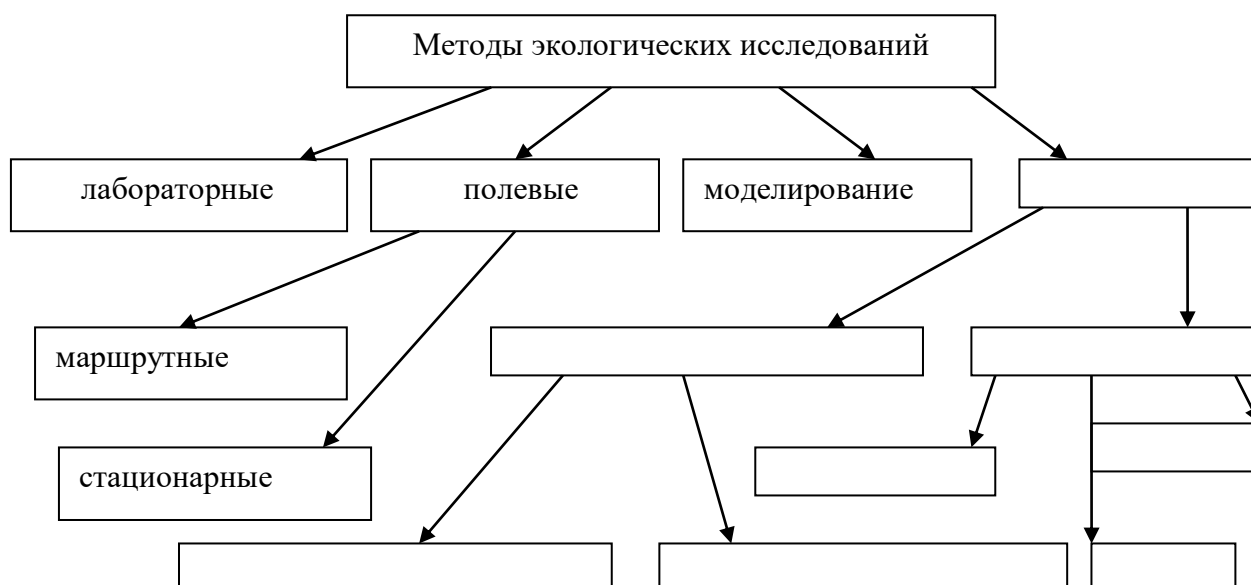 Методы экологических исследований
лабораторные
полевые
моделирование
маршрутные
стационарные